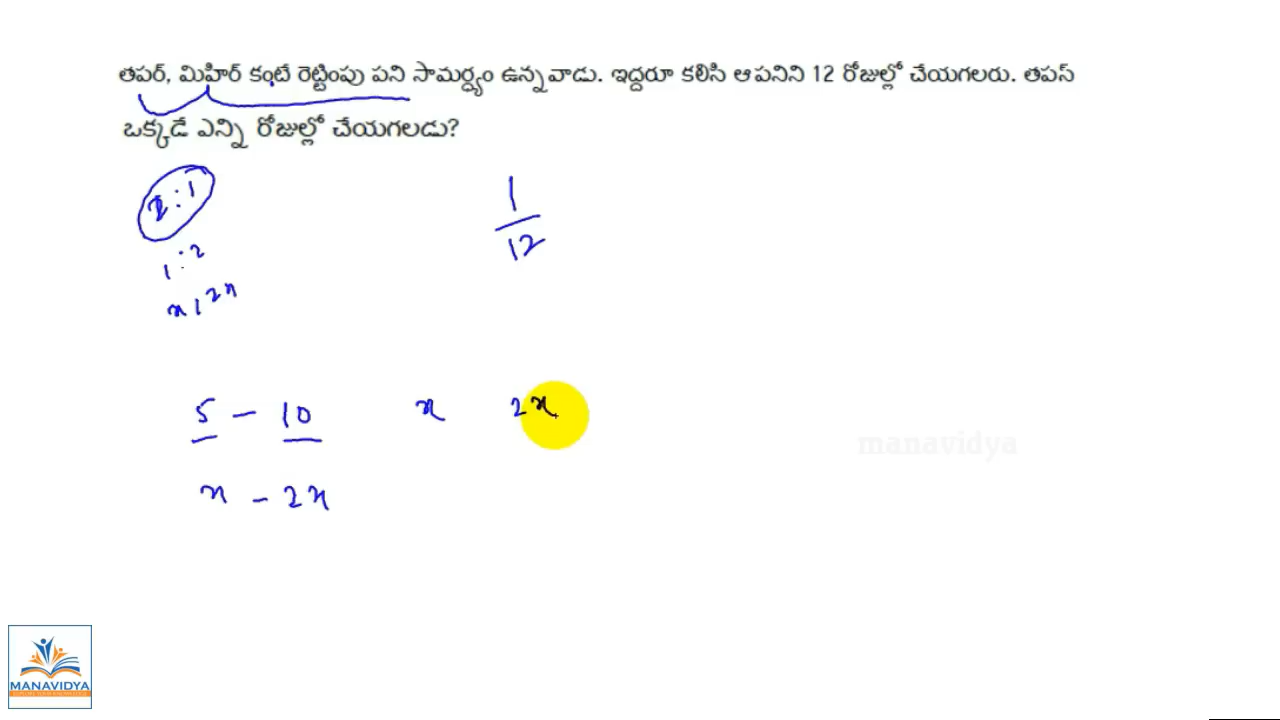 తపర్, మిహిర్ కంటే రెట్టింపు పని సామర్ధ్యం ఉన్నవాడు. ఇద్దరూ కలిసి ఆపనిని 12 రోజుల్లో చేయగలరు. తపస్
ఒక్కడే ఎన్ని రోజుల్లో చేయగలడు?
2 : 1
1 : 2
x, 2x
1
12
5 - 10
x 2x
x - 2x
manavidya
MANAVIDYA